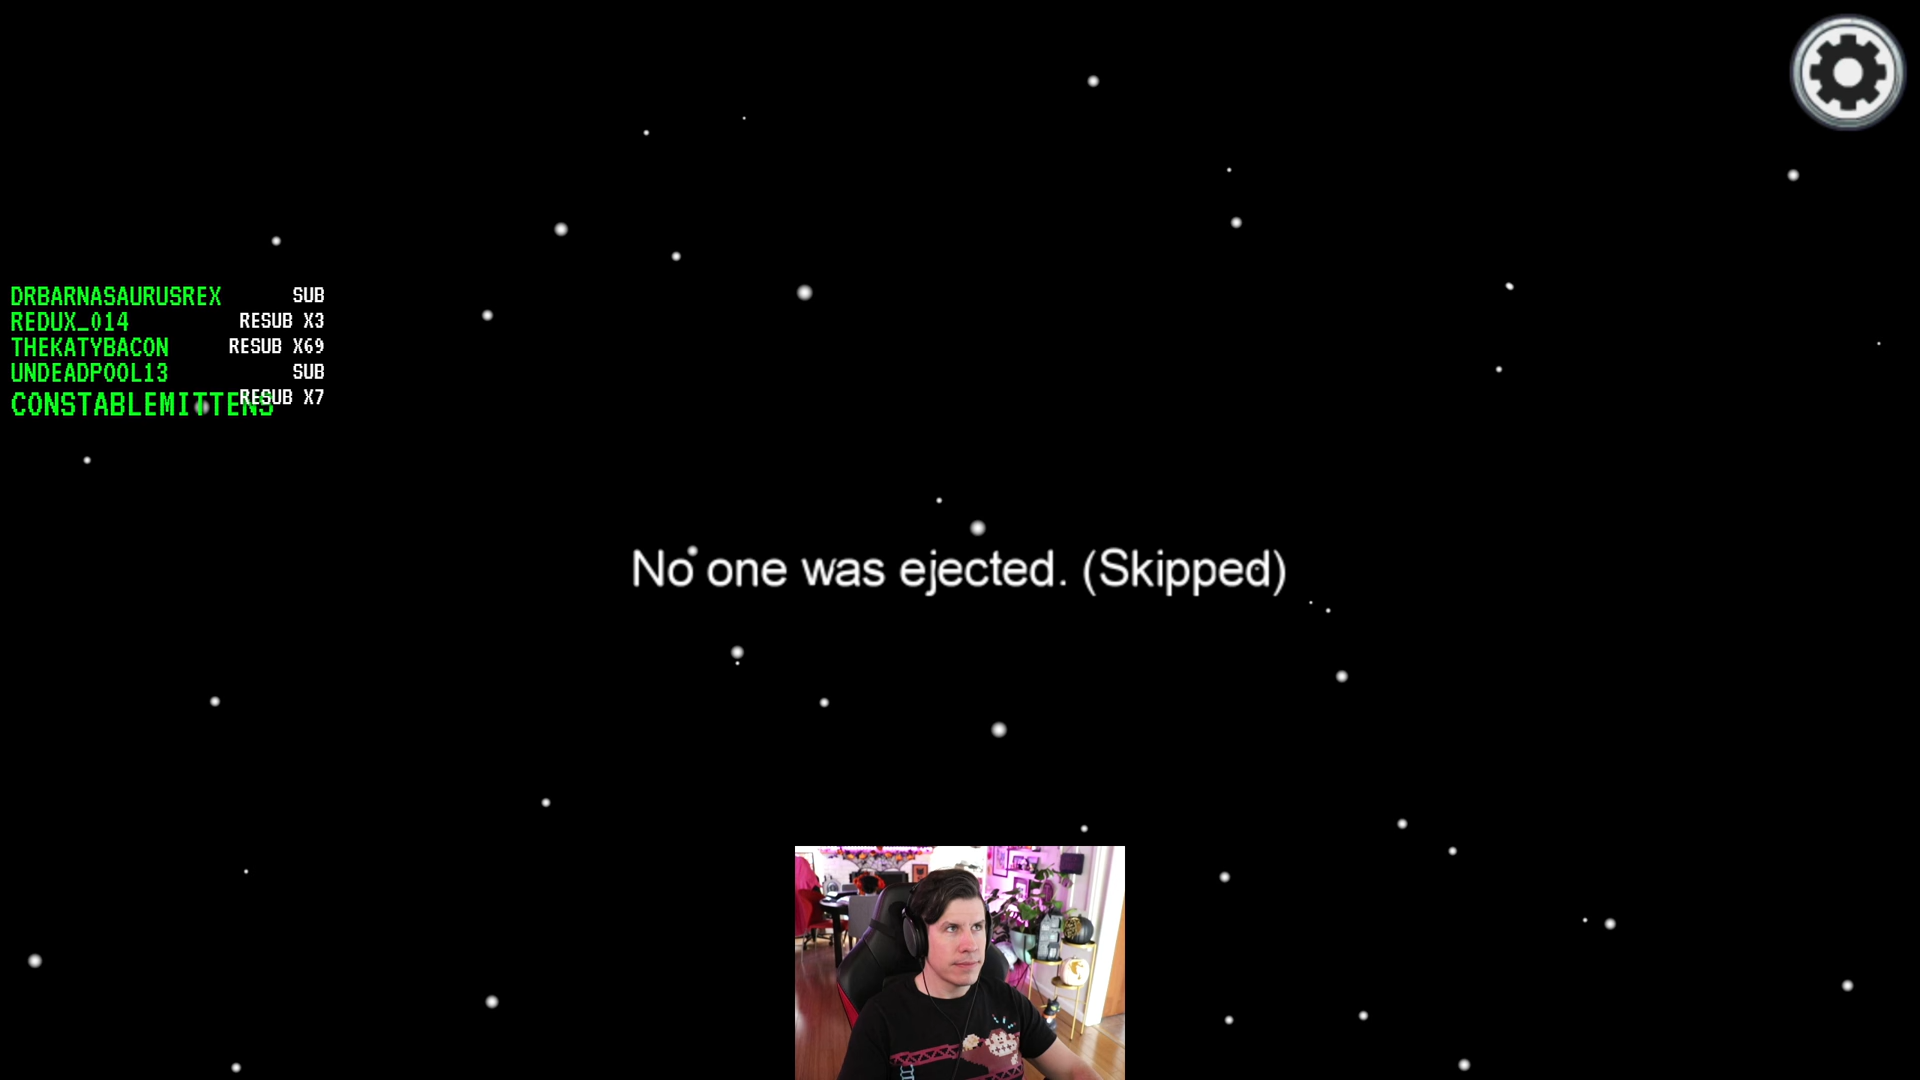 DRBARNASAURUSREX SUB
REDUX_014 RESUB X3
THEKATYBACON RESUB X69
UNDEADPOOL13 SUB
CONSTABLEMITTENS RESUB X7
No one was ejected. (Skipped)